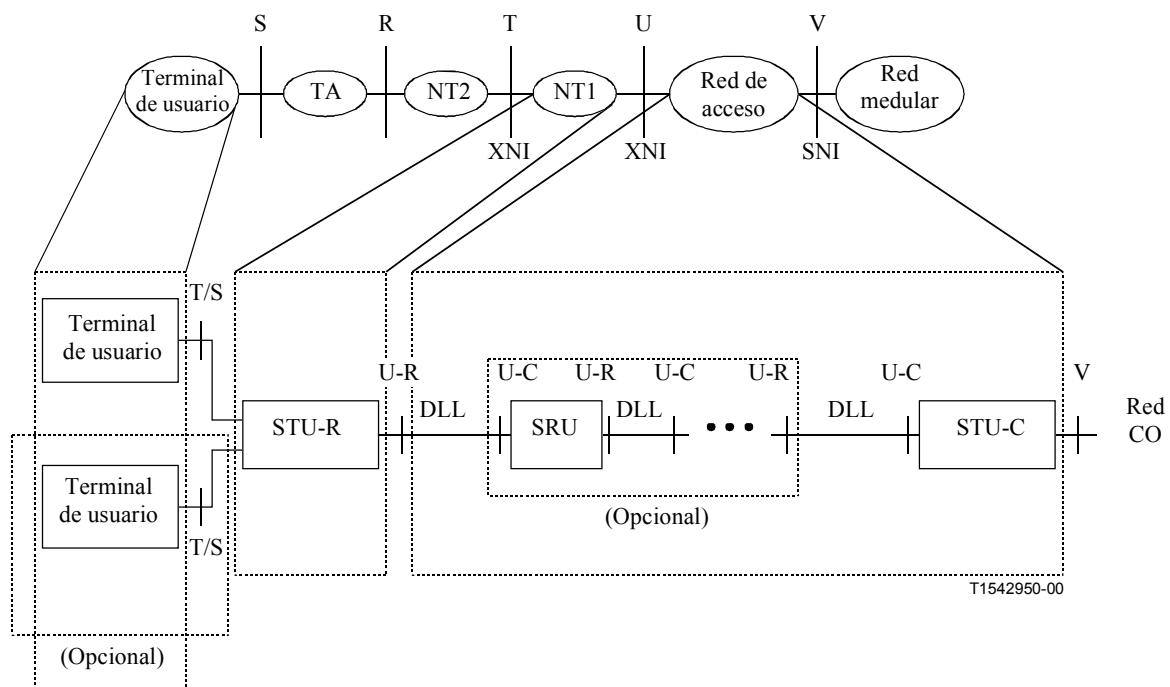 S R T U V
Terminal
de usuario
TA
NT2
NT1
Red de
acceso
Red
medular
XNI XNI SNI
T/S
Terminal
de usuario
U-R U-C U-R U-C U-R U-C V
DLL DLL DLL
STU-R
SRU
STU-C
Red
CO
Terminal
de usuario
T/S
(Opcional)
(Opcional)
T1542950-00